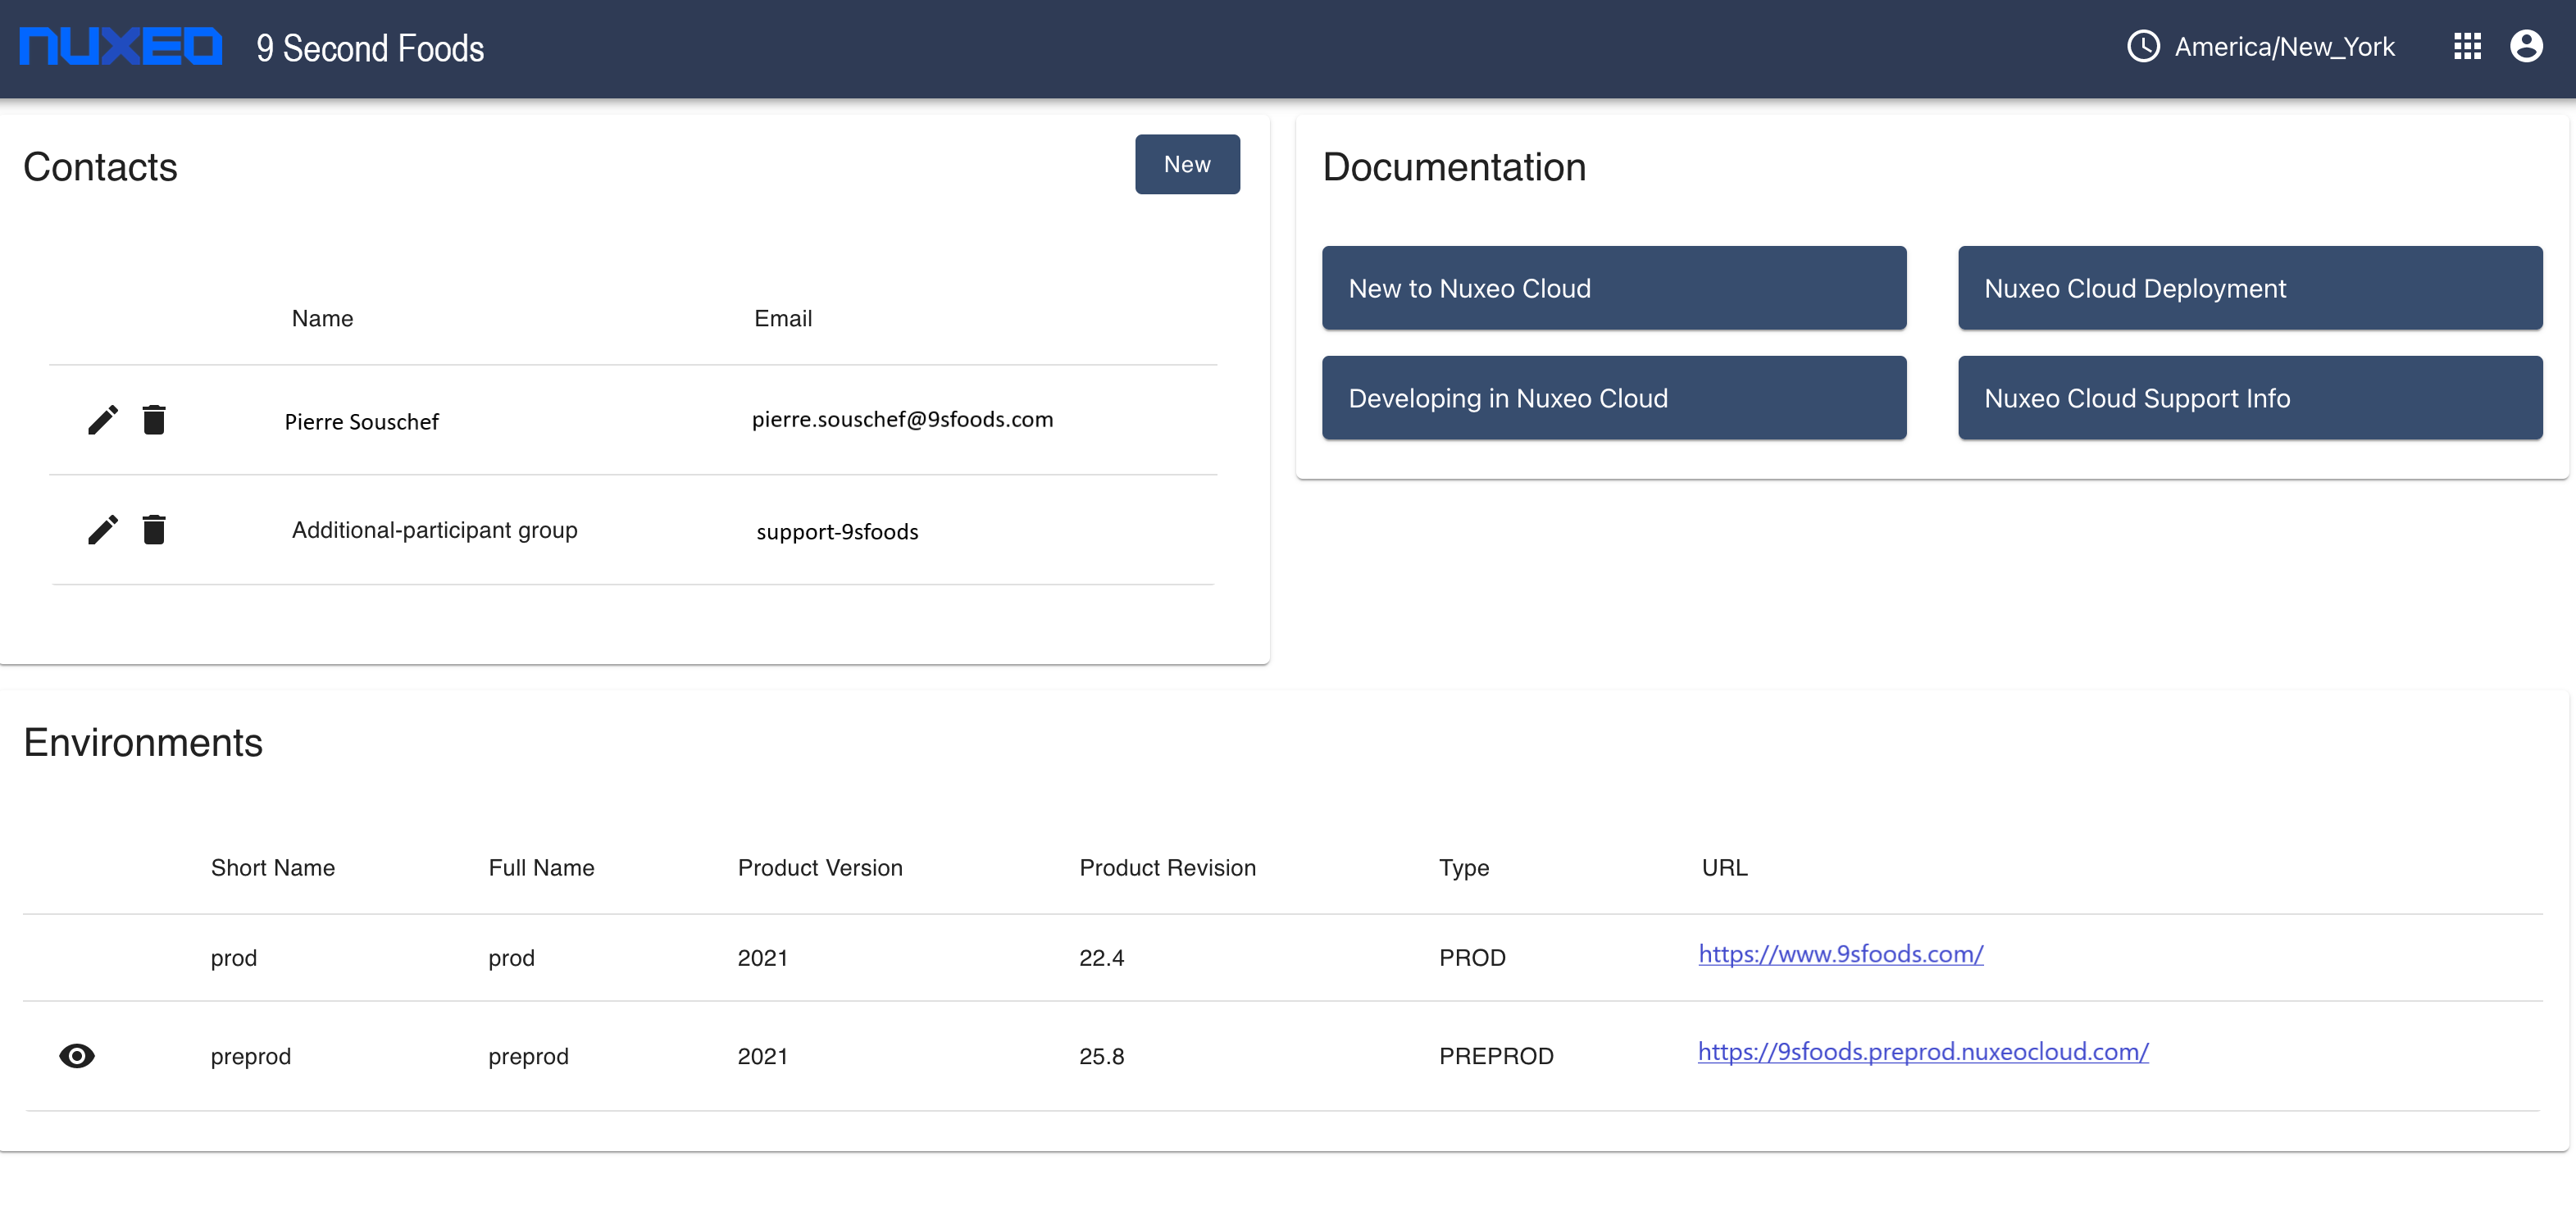 nuxeo 9 Second Foods America/New_York
Contacts New
Name Email
Pierre Souschef pierre.souschef@9sfoods.com
Additional-participant group support-9sfoods
Documentation
New to Nuxeo Cloud Nuxeo Cloud Deployment
Developing in Nuxeo Cloud Nuxeo Cloud Support Info
Environments
Short Name Full Name Product Version Product Revision Type URL
prod prod 2021 22.4 PROD https://www.9sfoods.com/
preprod preprod 2021 25.8 PREPROD https://9sfoods.preprod.nuxeocloud.com/